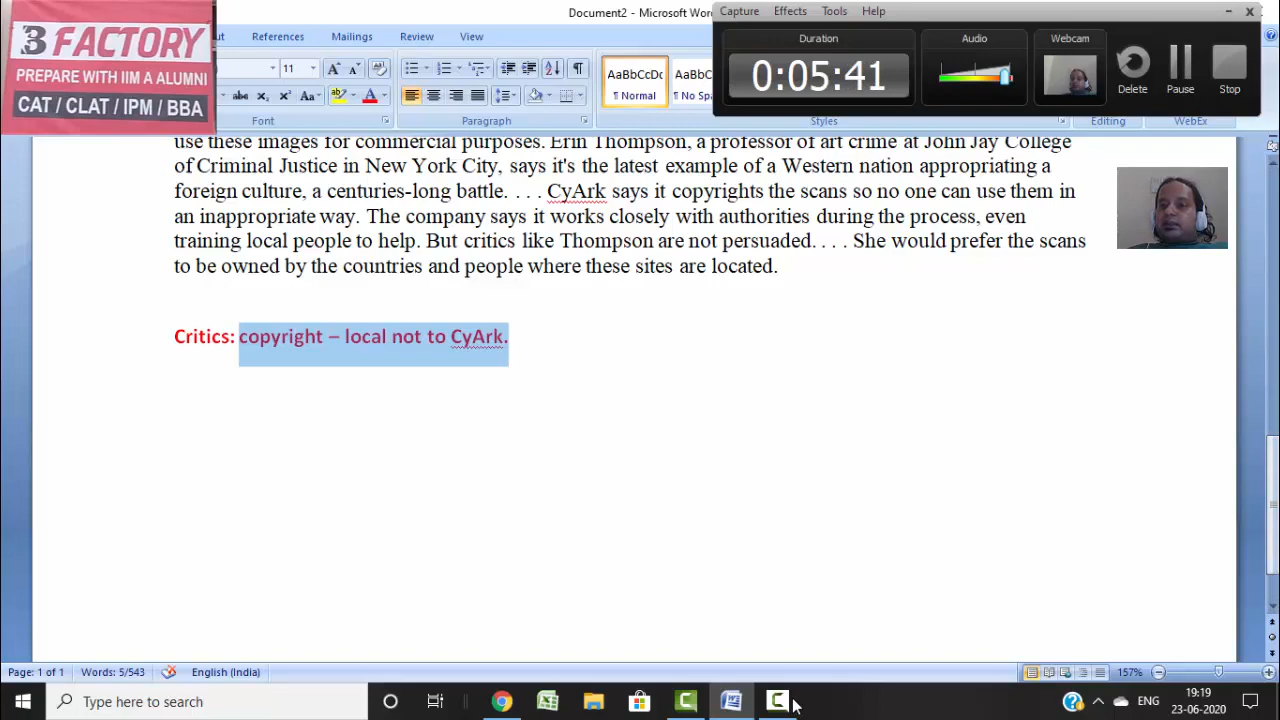 3 FACTORY
PREPARE WITH IIM A ALUMNI
CAT / CLAT / IPM / BBA
Document2 - Microsoft Wor
Capture Effects Tools Help
References Mailings Review View
Duration
0:05:41
Audio
Webcam
Delete
Pause
Stop
11
AaBbCcDc
¶ Normal
AaBb
¶ No Sp
Font
Paragraph
Styles
Editing
WebEx
use these images for commercial purposes. Erin Thompson, a professor of art crime at John Jay College
of Criminal Justice in New York City, says it's the latest example of a Western nation appropriating a
foreign culture, a centuries-long battle. . . . CyArk says it copyrights the scans so no one can use them in
an inappropriate way. The company says it works closely with authorities during the process, even
training local people to help. But critics like Thompson are not persuaded. . . . She would prefer the scans
to be owned by the countries and people where these sites are located.
Critics: copyright – local not to CyArk.
Page: 1 of 1 Words: 5/543 English (India)
157%
Type here to search
ENG
19:19
23-06-2020